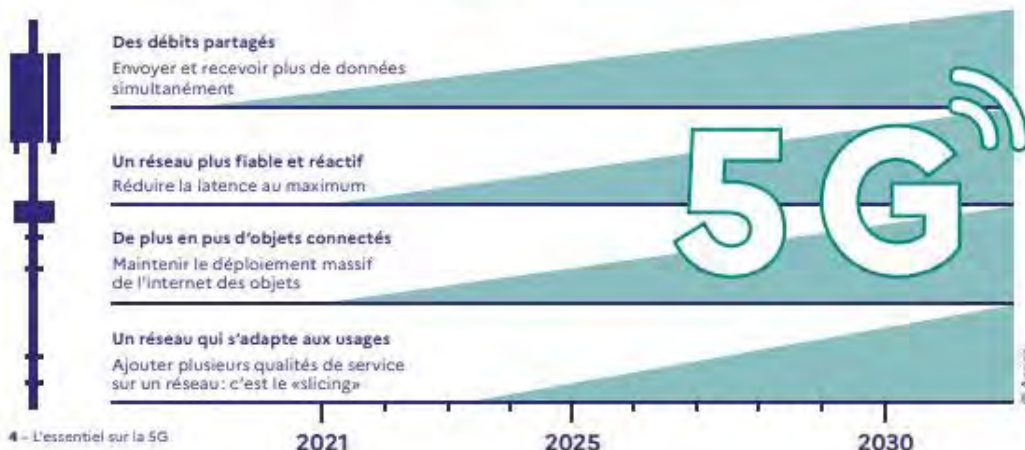 Des débits partagés
Envoyer et recevoir plus de données
simultanément
Un réseau plus fiable et réactif
Réduire la latence au maximum
De plus en pus d'objets connectés
Maintenir le déploiement massif
de l'internet des objets
Un réseau qui s'adapte aux usages
Ajouter plusieurs qualités de service
sur un réseau: c'est le «slicing»
5G
2021 2025 2030
4 - L'essentiel sur la 5G